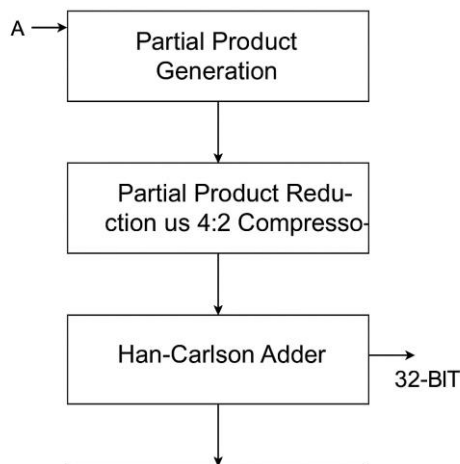 A
Partial Product
Generation
Partial Product Redu-
ction us 4:2 Compresso-
Han-Carlson Adder
32-BIT